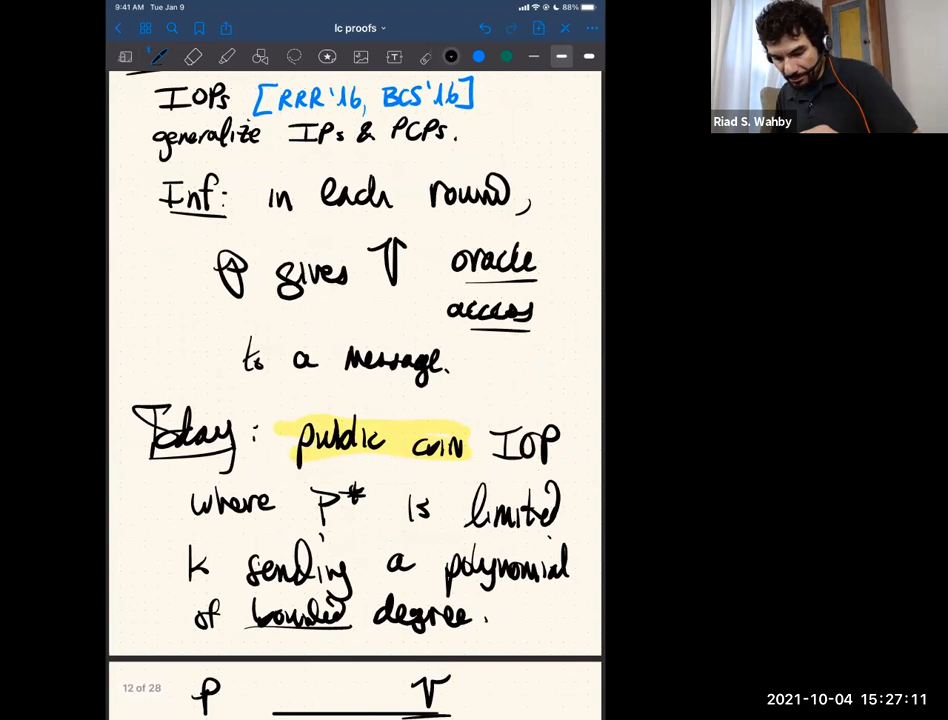 9:41 AM Tue Jan 9
88%
lc proofs
IOPs [RRR'16, BCS'16]
generalize IPs & PCPs.
Inf: in each round,
P gives V oracle
access
to a message.
Today: public coin IOP
where P* is limited
to sending a polynomial
of bounded degree.
12 of 28
P V
Riad S. Wahby
2021-10-04 15:27:11